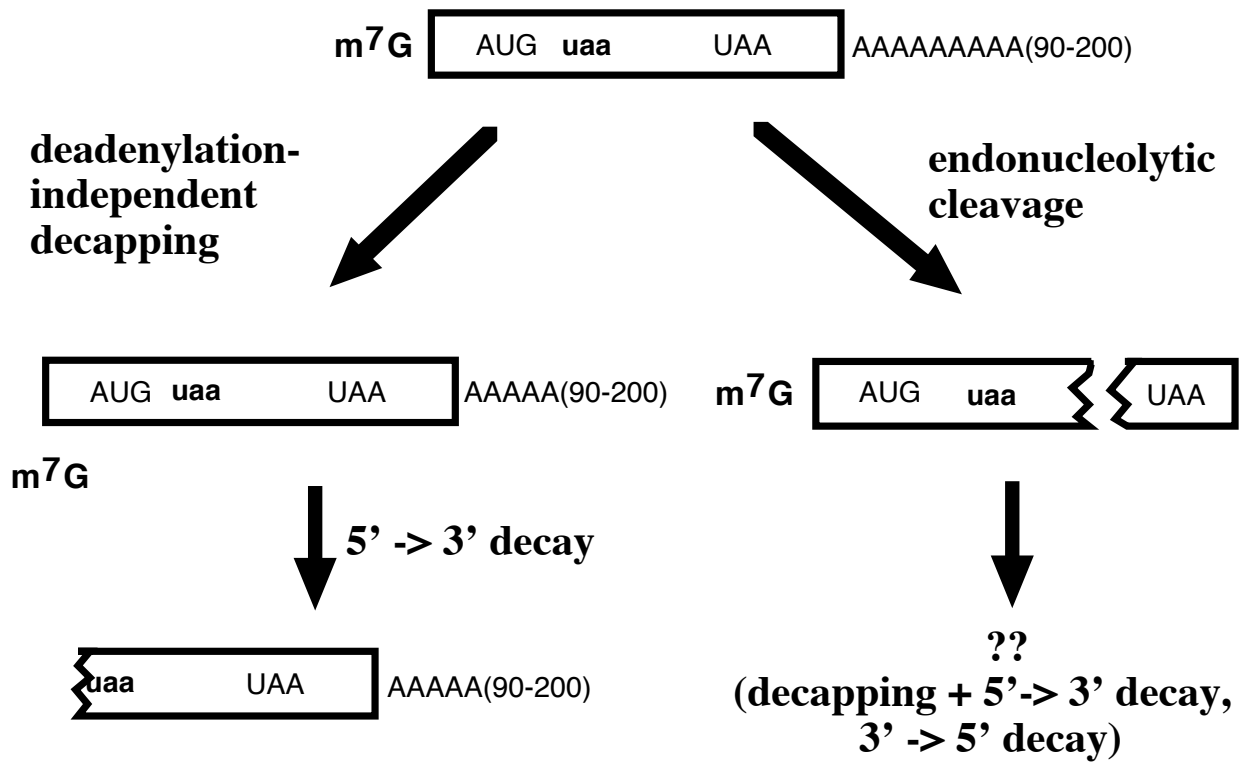 m7G AUG uaa UAA AAAAAAAAA(90-200)
deadenylation-
independent
decapping
endonucleolytic
cleavage
AUG uaa UAA AAAAA(90-200)
m7G AUG uaa UAA
m7G
5’ -> 3’ decay
??
(decapping + 5’-> 3’ decay,
3’ -> 5’ decay)
uaa UAA AAAAA(90-200)